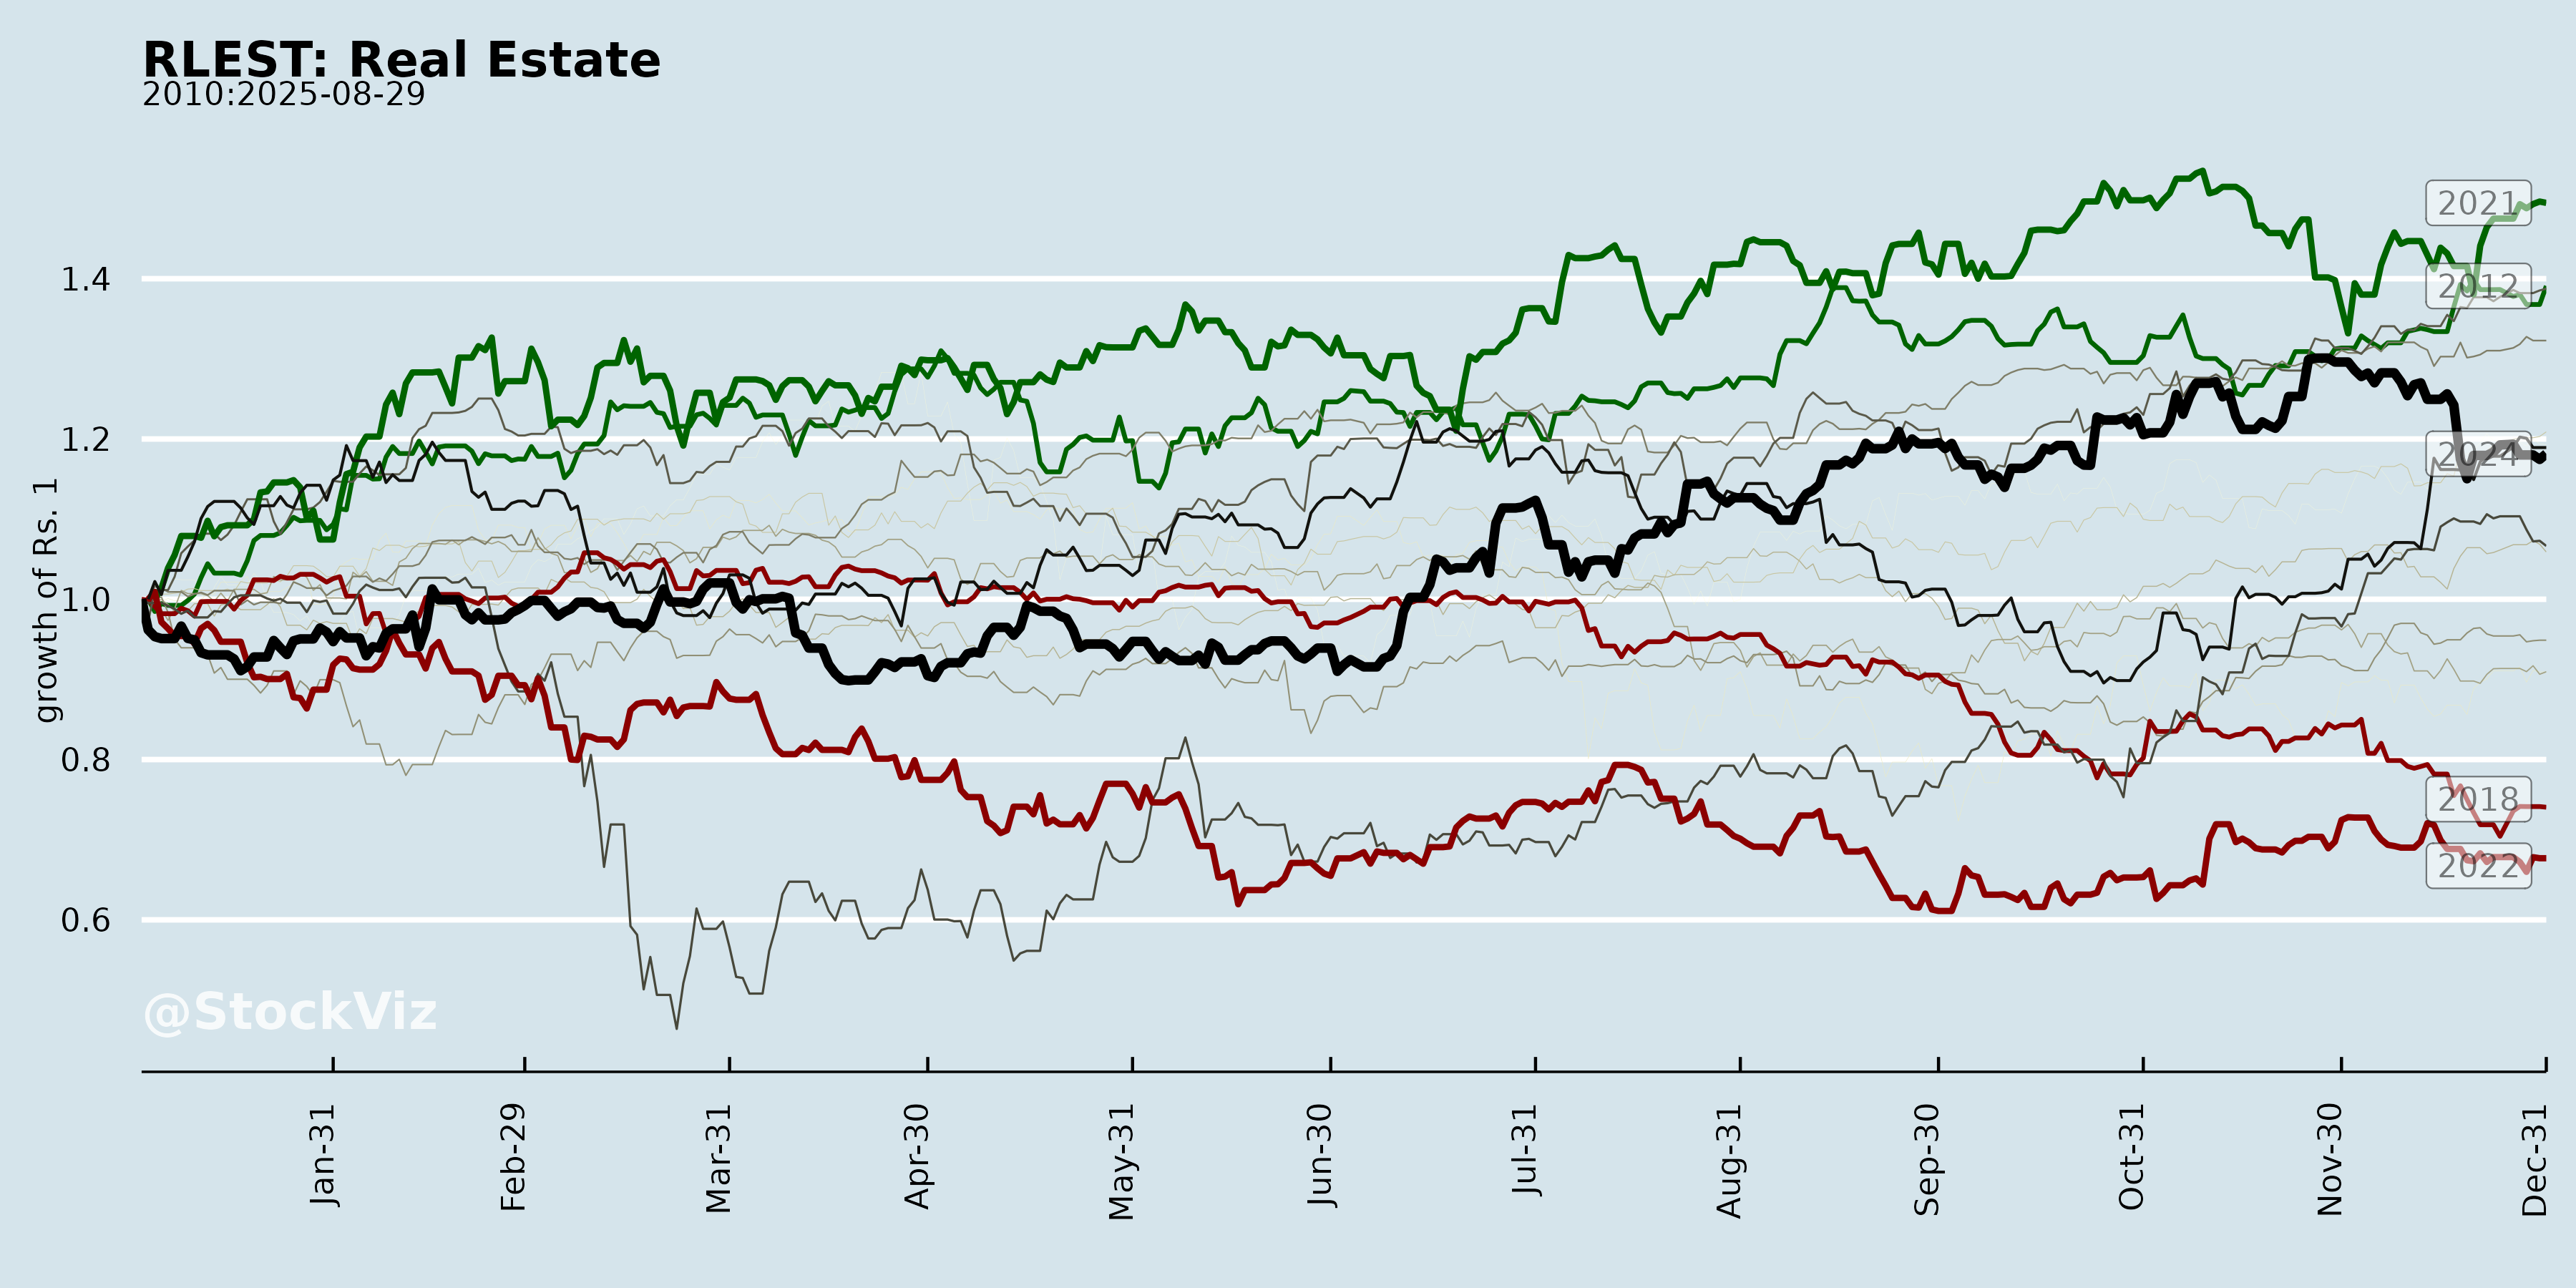 RLEST: Real Estate
2010:2025-08-29
growth of Rs. 1
1.4
1.2
1.0
0.8
0.6
2021
2012
2024
2018
2022
@StockViz
Jan-31
Feb-29
Mar-31
Apr-30
May-31
Jun-30
Jul-31
Aug-31
Sep-30
Oct-31
Nov-30
Dec-31